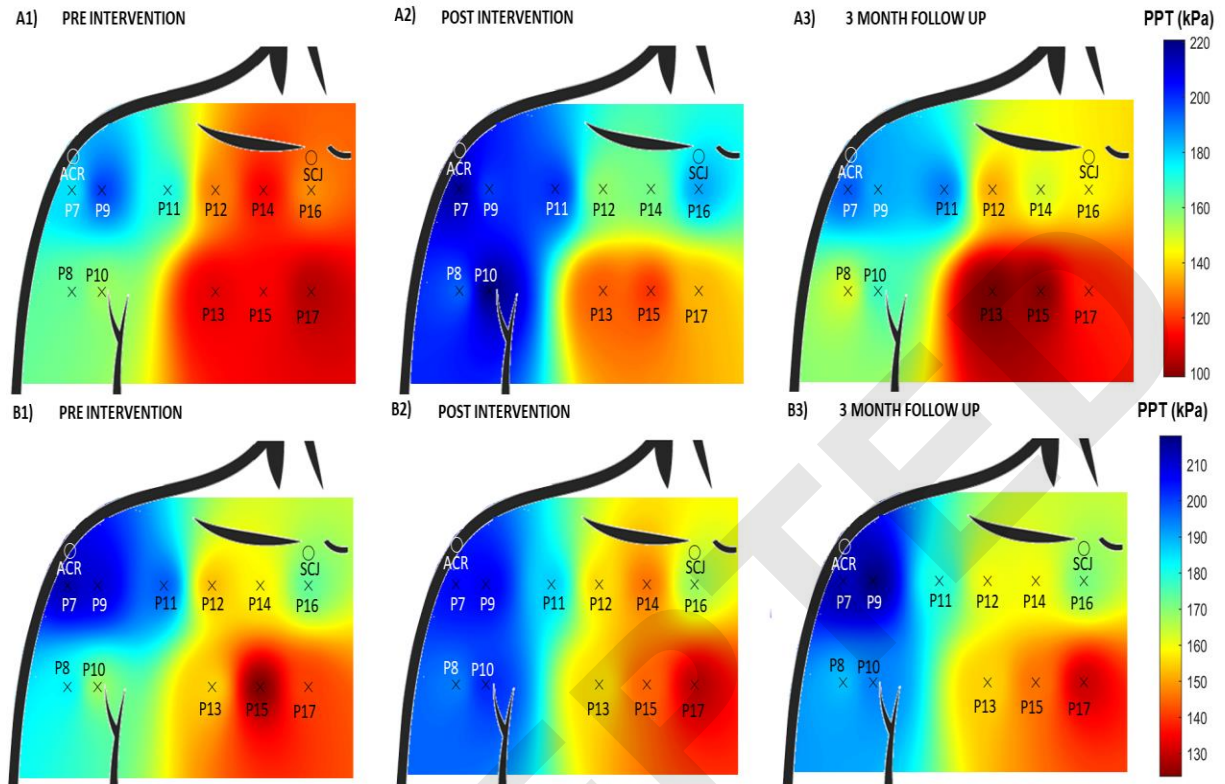 A1) PRE INTERVENTION
A2) POST INTERVENTION
A3) 3 MONTH FOLLOW UP
PPT (kPa)
220
200
180
160
140
120
100
ACR
SCJ
P7 P9 P11 P12 P14 P16
P8 P10
P13 P15 P17
ACR
SCJ
P7 P9 P11 P12 P14 P16
P8 P10
P13 P15 P17
ACR
SCJ
P7 P9 P11 P12 P14 P16
P8 P10
P13 P15 P17
B1) PRE INTERVENTION
B2) POST INTERVENTION
B3) 3 MONTH FOLLOW UP
PPT (kPa)
210
200
190
180
170
160
150
140
130
ACR
SCJ
P7 P9 P11 P12 P14 P16
P8 P10
P13 P15 P17
ACR
SCJ
P7 P9 P11 P12 P14 P16
P8 P10
P13 P15 P17
ACR
SCJ
P7 P9 P11 P12 P14 P16
P8 P10
P13 P15 P17
EPTED